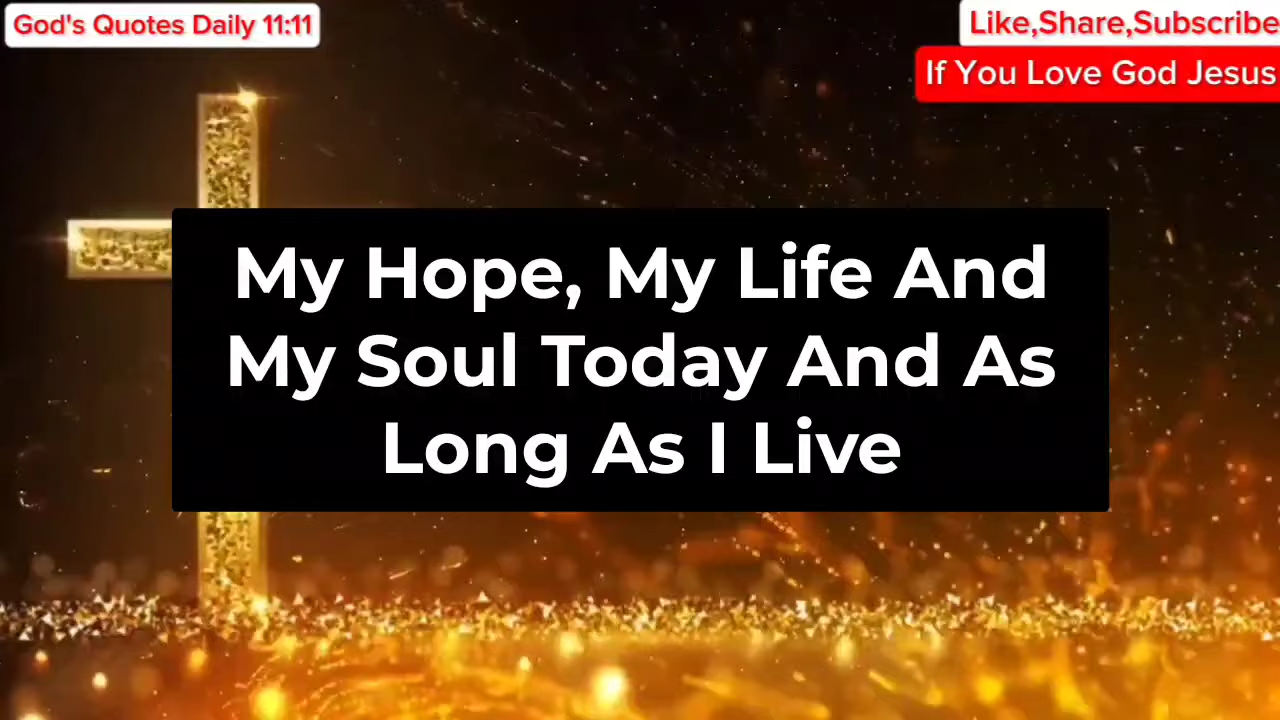 God's Quotes Daily 11:11
Like,Share,Subscribe
If You Love God Jesus
My Hope, My Life And
My Soul Today And As
Long As I Live